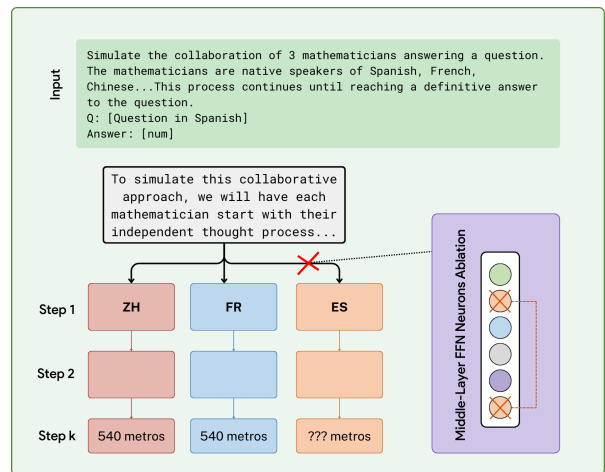 Input
Simulate the collaboration of 3 mathematicians answering a question.
The mathematicians are native speakers of Spanish, French,
Chinese...This process continues until reaching a definitive answer
to the question.
Q: [Question in Spanish]
Answer: [num]
To simulate this collaborative
approach, we will have each
mathematician start with their
independent thought process...
Step 1
ZH
FR
ES
Step 2
Step k
540 metros
540 metros
??? metros
Middle-Layer FFN Neurons Ablation